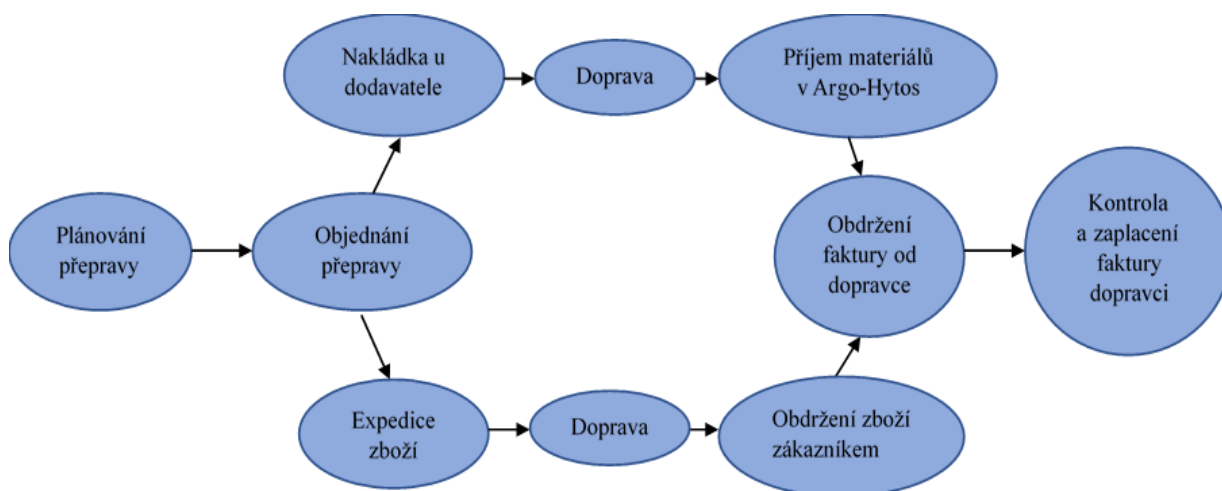 Plánování
přepravy
Objednání
přepravy
Nakládka u
dodavatele
Doprava
Příjem materiálů
v Argo-Hytos
Expedice
zboží
Doprava
Obdržení zboží
zákazníkem
Obdržení
faktury od
dopravce
Kontrola
a zaplacení
faktury
dopravci